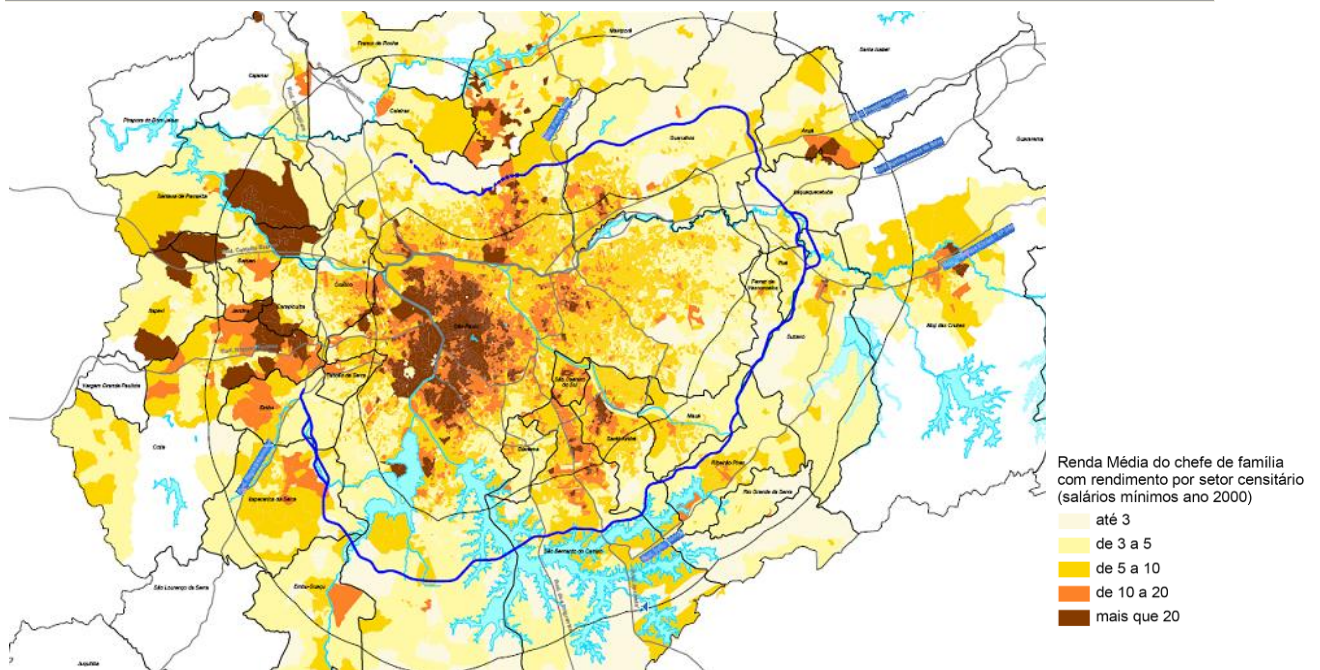 Mairiporã
Franco da Rocha
Santa Isabel
Cajamar
Caieiras
Guarulhos
Arujá
Guararema
Santana de Parnaíba
Itaquaquecetuba
Barueri
Osasco
Poá
Ferraz de Vasconcelos
Itapevi
Jandira
Carapicuíba
São Paulo
Suzano
Mogi das Cruzes
Vargem Grande Paulista
Taboão da Serra
São Caetano
do Sul
Embu
Cotia
Diadema
Santo André
Mauá
Ribeirão Pires
Rio Grande da Serra
Itapecerica da Serra
São Bernardo do Campo
São Lourenço da Serra
Embu-Guaçu
Juquitiba
Renda Média do chefe de família
com rendimento por setor censitário
(salários mínimos ano 2000)
até 3
de 3 a 5
de 5 a 10
de 10 a 20
mais que 20